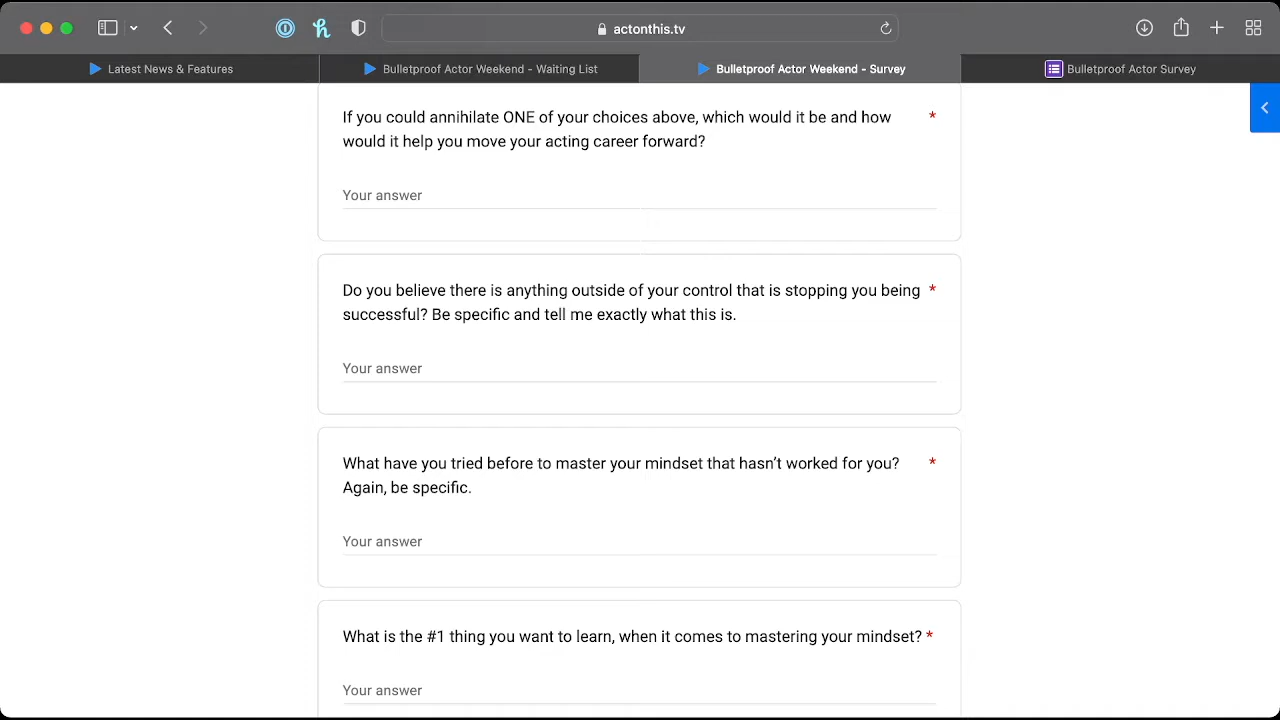 actonthis.tv
Latest News & Features
Bulletproof Actor Weekend - Waiting List
Bulletproof Actor Weekend - Survey
Bulletproof Actor Survey
If you could annihilate ONE of your choices above, which would it be and how *
would it help you move your acting career forward?
Your answer
Do you believe there is anything outside of your control that is stopping you being *
successful? Be specific and tell me exactly what this is.
Your answer
What have you tried before to master your mindset that hasn’t worked for you? *
Again, be specific.
Your answer
What is the #1 thing you want to learn, when it comes to mastering your mindset? *
Your answer